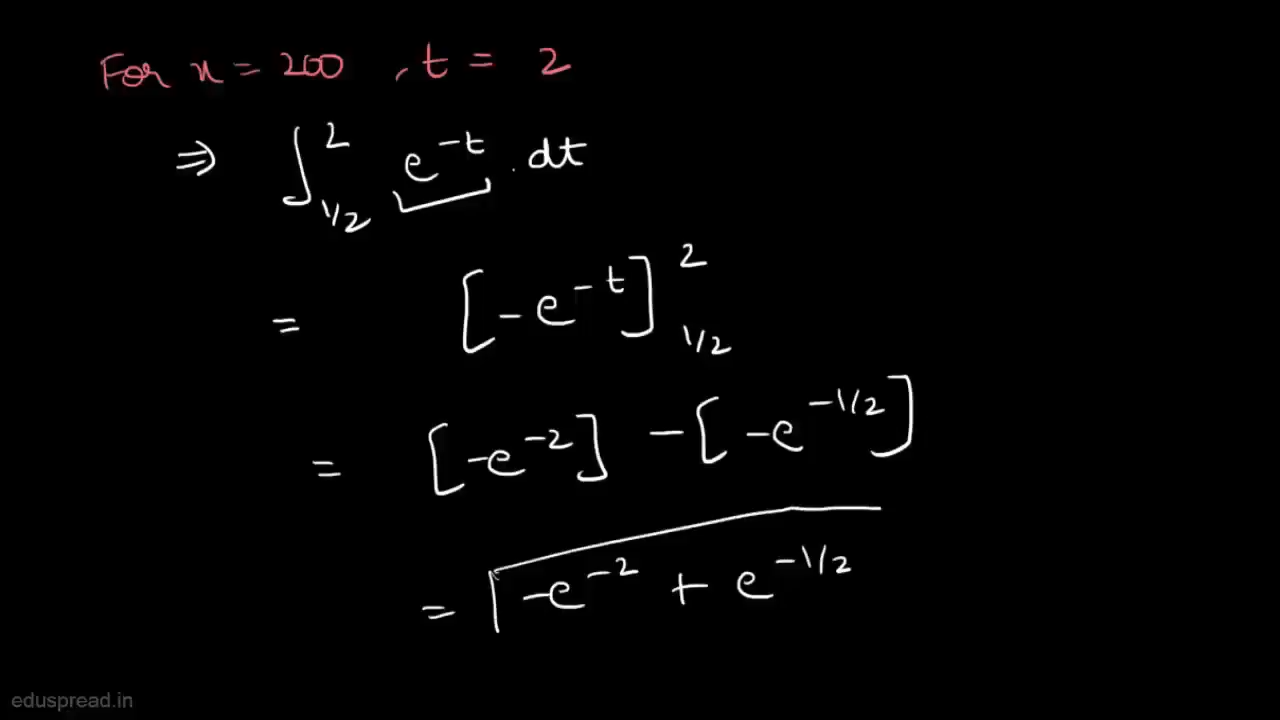 For x = 200 , t = 2
⇒ ∫_{1/2}^{2} e^{-t} . dt
= [-e^{-t}]_{1/2}^{2}
= [-e^{-2}] - [-e^{-1/2}]
= -e^{-2} + e^{-1/2}
eduspread.in